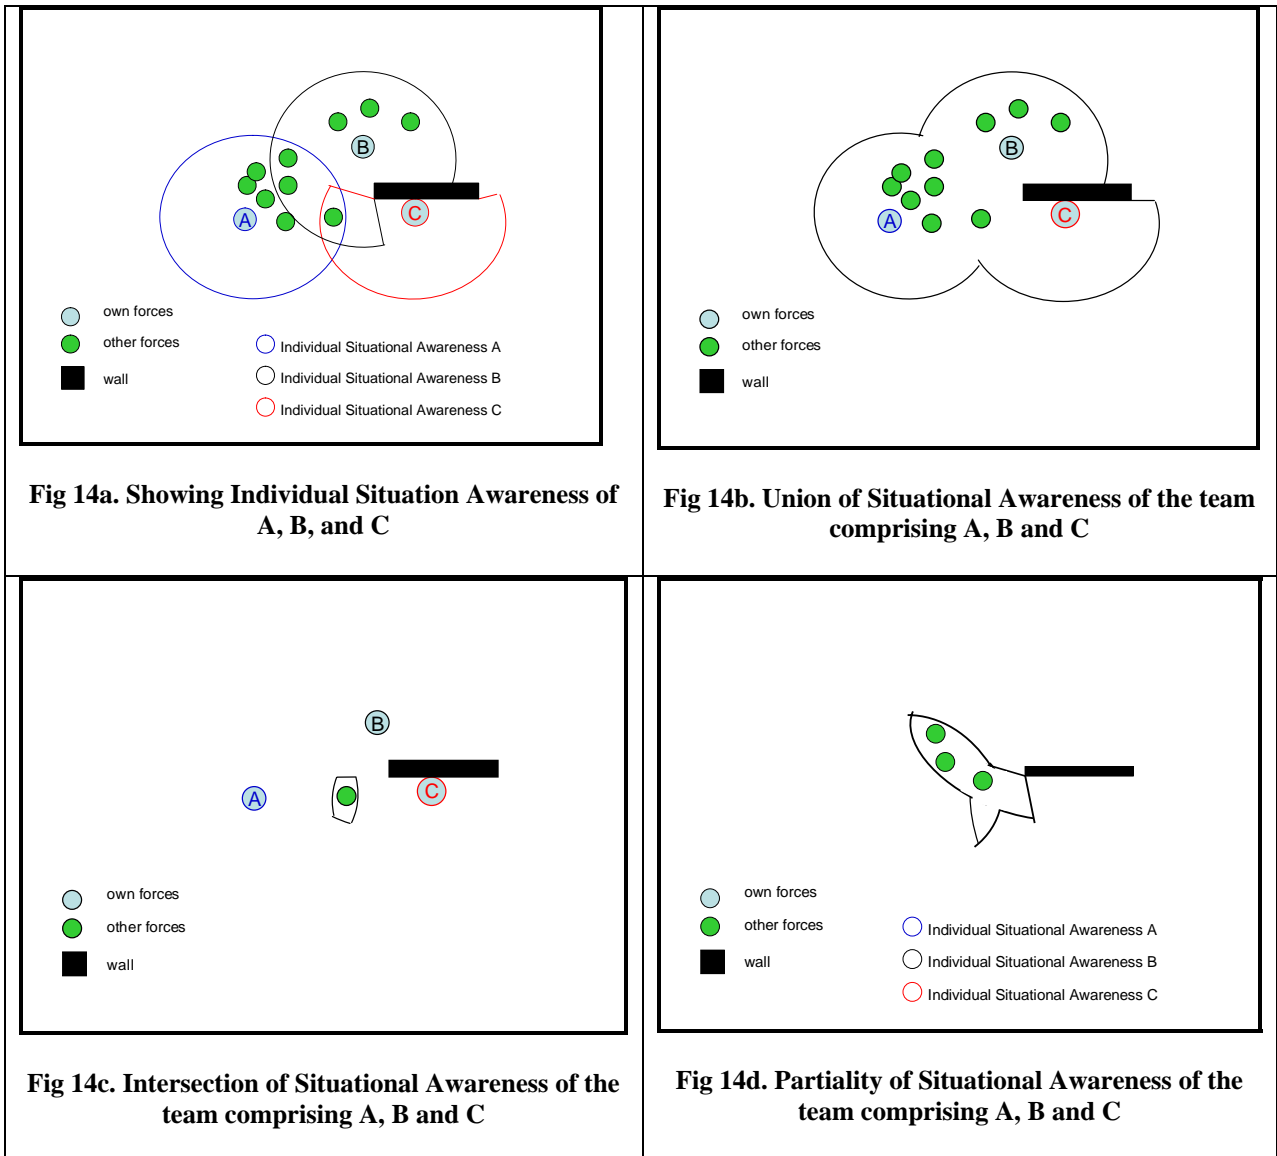 B
A
C
own forces
other forces
wall
Individual Situational Awareness A
Individual Situational Awareness B
Individual Situational Awareness C
Fig 14a. Showing Individual Situation Awareness of
A, B, and C
B
A
C
own forces
other forces
wall
Fig 14b. Union of Situational Awareness of the team
comprising A, B and C
B
A
C
own forces
other forces
wall
Fig 14c. Intersection of Situational Awareness of the
team comprising A, B and C
own forces
other forces
wall
Individual Situational Awareness A
Individual Situational Awareness B
Individual Situational Awareness C
Fig 14d. Partiality of Situational Awareness of the
team comprising A, B and C